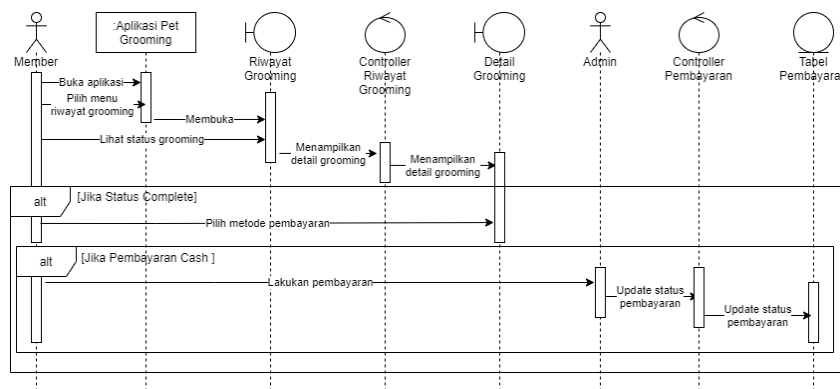 :Aplikasi Pet
Grooming
Member
Riwayat
Grooming
Controller
Riwayat
Grooming
Detail
Grooming
Admin
Controller
Pembayaran
Tabel
Pembayara
Buka aplikasi
Pilih menu
riwayat grooming
Membuka
Lihat status grooming
Menampilkan
detail grooming
Menampilkan
detail grooming
alt
[Jika Status Complete]
Pilih metode pembayaran
alt
[Jika Pembayaran Cash ]
Lakukan pembayaran
Update status
pembayaran
Update status
pembayaran